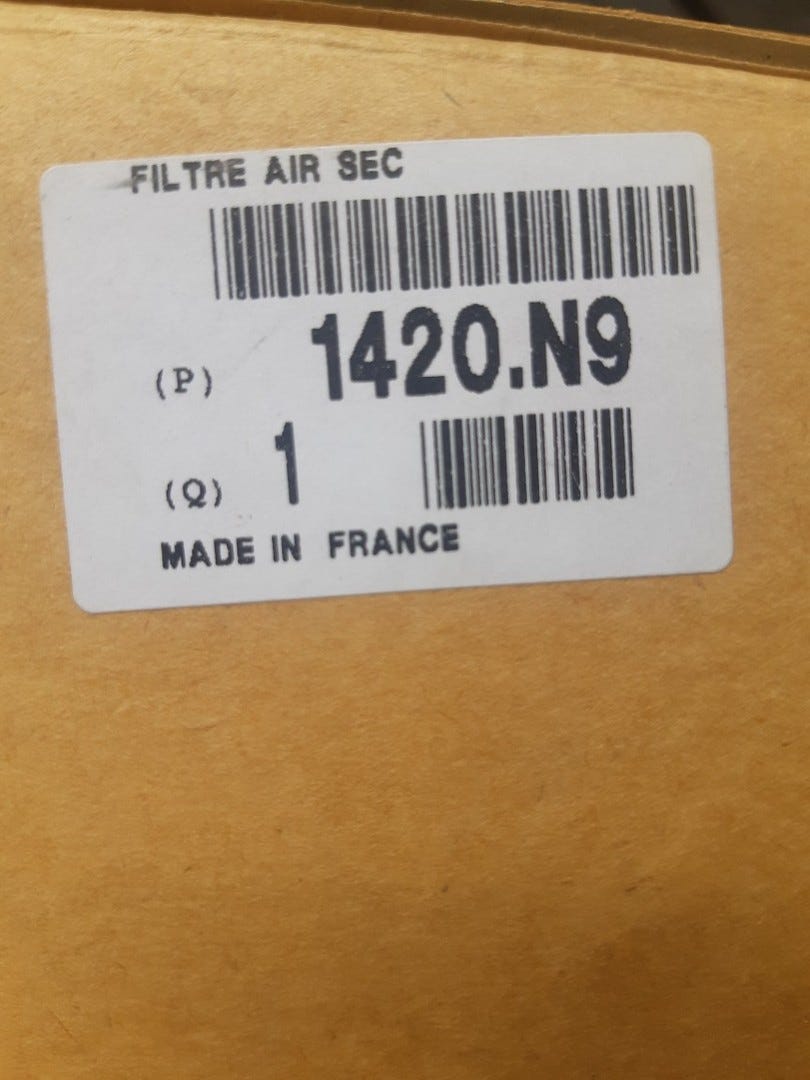 FILTRE AIR SEC
(P) 1420.N9
(Q) 1
MADE IN FRANCE